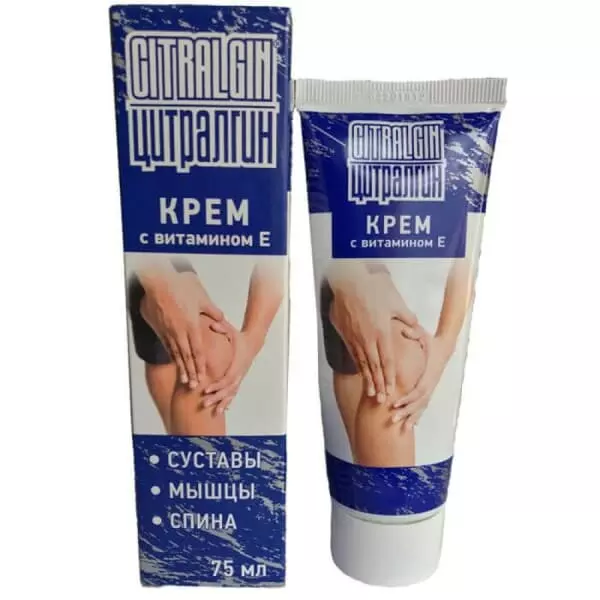 CITRALGIN®
ЦИТРАЛГИН
КРЕМ
с витамином Е
• СУСТАВЫ
• МЫШЦЫ
• СПИНА
75 мл
CITRALGIN
ЦИТРАЛГИН
КРЕМ
с витамином Е